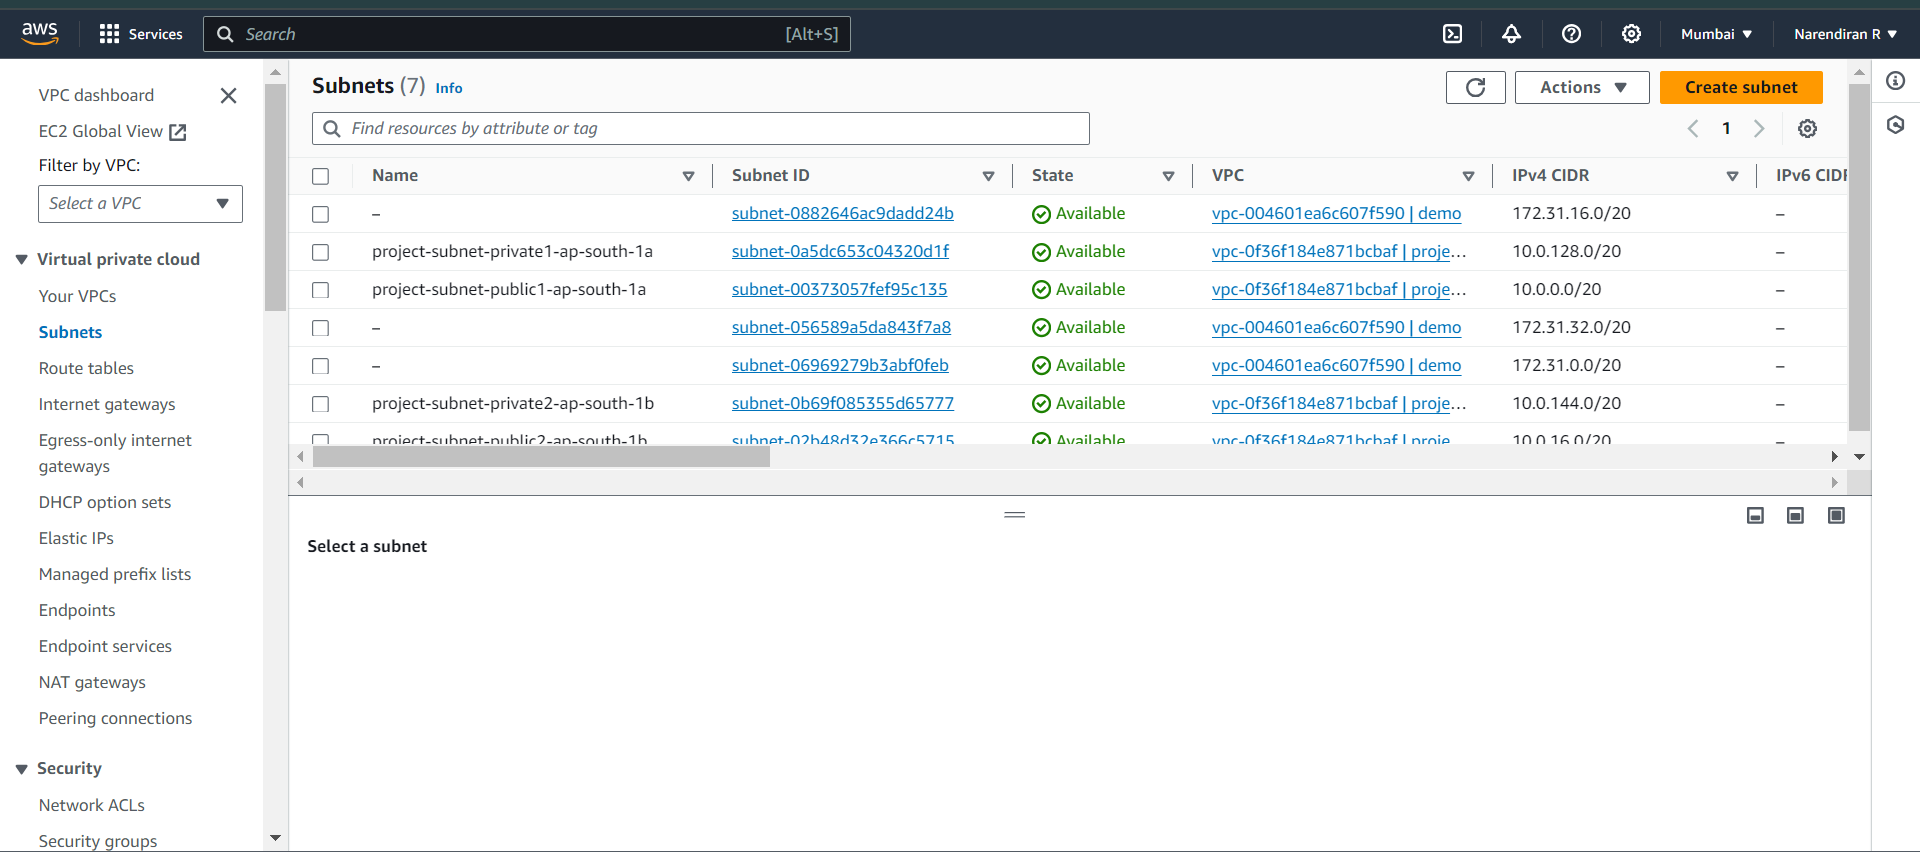 aws Services Search [Alt+S] Mumbai Narendiran R
VPC dashboard
EC2 Global View
Filter by VPC:
Select a VPC
Virtual private cloud
Your VPCs
Subnets
Route tables
Internet gateways
Egress-only internet
gateways
DHCP option sets
Elastic IPs
Managed prefix lists
Endpoints
Endpoint services
NAT gateways
Peering connections
Security
Network ACLs
Security groups
Subnets (7) Info Actions Create subnet
Find resources by attribute or tag 1
Name Subnet ID State VPC IPv4 CIDR IPv6 CIDR
– subnet-0882646ac9dadd24b Available vpc-004601ea6c607f590 | demo 172.31.16.0/20 –
project-subnet-private1-ap-south-1a subnet-0a5dc653c04320d1f Available vpc-0f36f184e871bcbaf | proje… 10.0.128.0/20 –
project-subnet-public1-ap-south-1a subnet-00373057fef95c135 Available vpc-0f36f184e871bcbaf | proje… 10.0.0.0/20 –
– subnet-056589a5da843f7a8 Available vpc-004601ea6c607f590 | demo 172.31.32.0/20 –
– subnet-06969279b3abf0feb Available vpc-004601ea6c607f590 | demo 172.31.0.0/20 –
project-subnet-private2-ap-south-1b subnet-0b69f085355d65777 Available vpc-0f36f184e871bcbaf | proje… 10.0.144.0/20 –
project-subnet-public2-ap-south-1b subnet-02b48d32e366c5715 Available vpc-0f36f184e871bcbaf | proje 10.0.16.0/20 –
Select a subnet